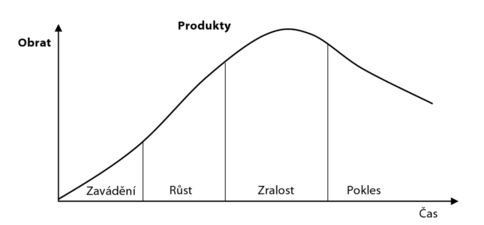 Produkty
Obrat
Zavádění
Růst
Zralost
Pokles
Čas